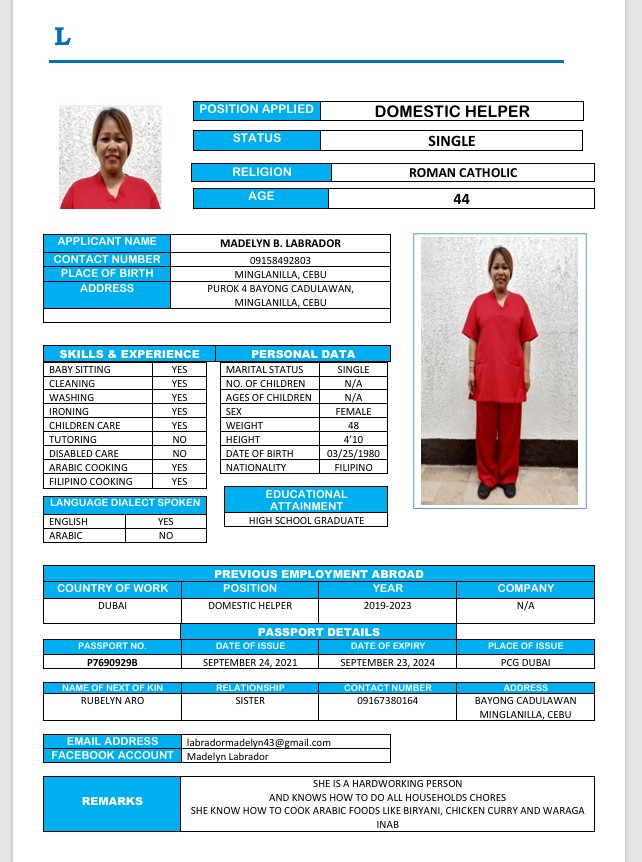 L
POSITION APPLIED DOMESTIC HELPER
STATUS SINGLE
RELIGION ROMAN CATHOLIC
AGE 44
APPLICANT NAME MADELYN B. LABRADOR
CONTACT NUMBER 09158492803
PLACE OF BIRTH MINGLANILLA, CEBU
ADDRESS PUROK 4 BAYONG CADULAWAN,
MINGLANILLA, CEBU
SKILLS & EXPERIENCE PERSONAL DATA
BABY SITTING YES MARITAL STATUS SINGLE
CLEANING YES NO. OF CHILDREN N/A
WASHING YES AGES OF CHILDREN N/A
IRONING YES SEX FEMALE
CHILDREN CARE YES WEIGHT 48
TUTORING NO HEIGHT 4'10
DISABLED CARE NO DATE OF BIRTH 03/25/1980
ARABIC COOKING YES NATIONALITY FILIPINO
FILIPINO COOKING YES
LANGUAGE DIALECT SPOKEN
ENGLISH YES
ARABIC NO
EDUCATIONAL
ATTAINMENT
HIGH SCHOOL GRADUATE
PREVIOUS EMPLOYMENT ABROAD
COUNTRY OF WORK POSITION YEAR COMPANY
DUBAI DOMESTIC HELPER 2019-2023 N/A
PASSPORT DETAILS
PASSPORT NO. DATE OF ISSUE DATE OF EXPIRY PLACE OF ISSUE
P7690929B SEPTEMBER 24, 2021 SEPTEMBER 23, 2024 PCG DUBAI
NAME OF NEXT OF KIN RELATIONSHIP CONTACT NUMBER ADDRESS
RUBELYN ARO SISTER 09167380164 BAYONG CADULAWAN
MINGLANILLA, CEBU
EMAIL ADDRESS labradormadelyn43@gmail.com
FACEBOOK ACCOUNT Madelyn Labrador
REMARKS
SHE IS A HARDWORKING PERSON
AND KNOWS HOW TO DO ALL HOUSEHOLDS CHORES
SHE KNOW HOW TO COOK ARABIC FOODS LIKE BIRYANI, CHICKEN CURRY AND WARAGA
INAB